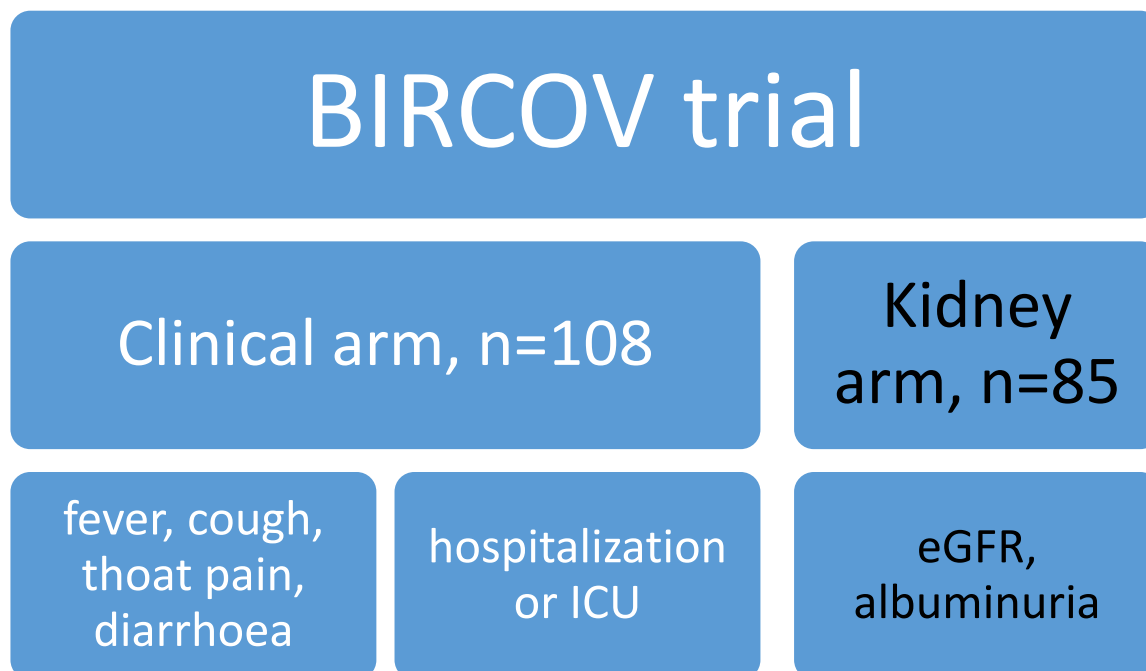 BIRCOV trial
Clinical arm, n=108
Kidney
arm, n=85
fever, cough,
thoat pain,
diarrhoea
hospitalization
or ICU
eGFR,
albuminuria